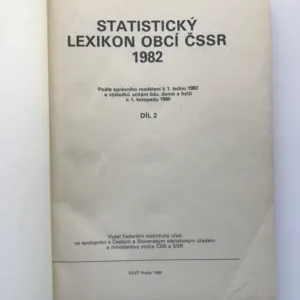 STATISTICKÝ
LEXIKON OBCÍ ČSSR
1982
Podle správního rozdělení k 1. lednu 1982
a výsledků sčítání lidu, domů a bytů
k 1. listopadu 1980
DÍL 2
Vydal Federální statistický úřad
ve spolupráci s Českým a Slovenským statistickým úřadem
a ministerstvy vnitra ČSR a SSR
SEVT Praha 1984